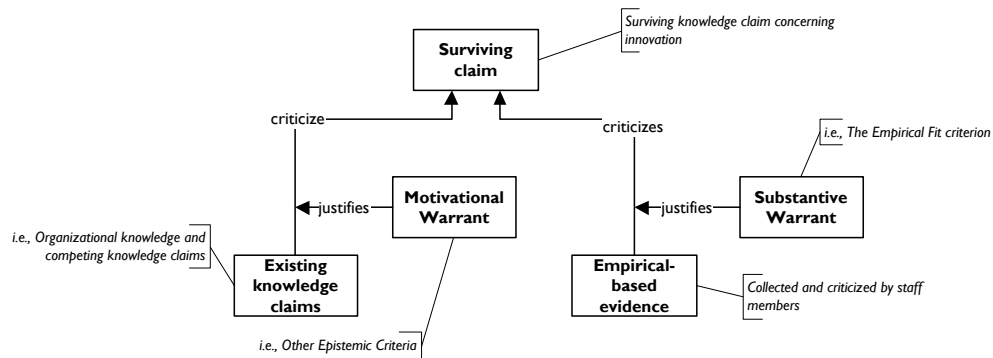 Surviving knowledge claim concerning
innovation
Surviving
claim
criticize
criticizes
i.e., The Empirical Fit criterion
justifies
Motivational
Warrant
justifies
Substantive
Warrant
i.e., Organizational knowledge and
competing knowledge claims
Existing
knowledge
claims
Empirical-
based
evidence
Collected and criticized by staff
members
i.e., Other Epistemic Criteria